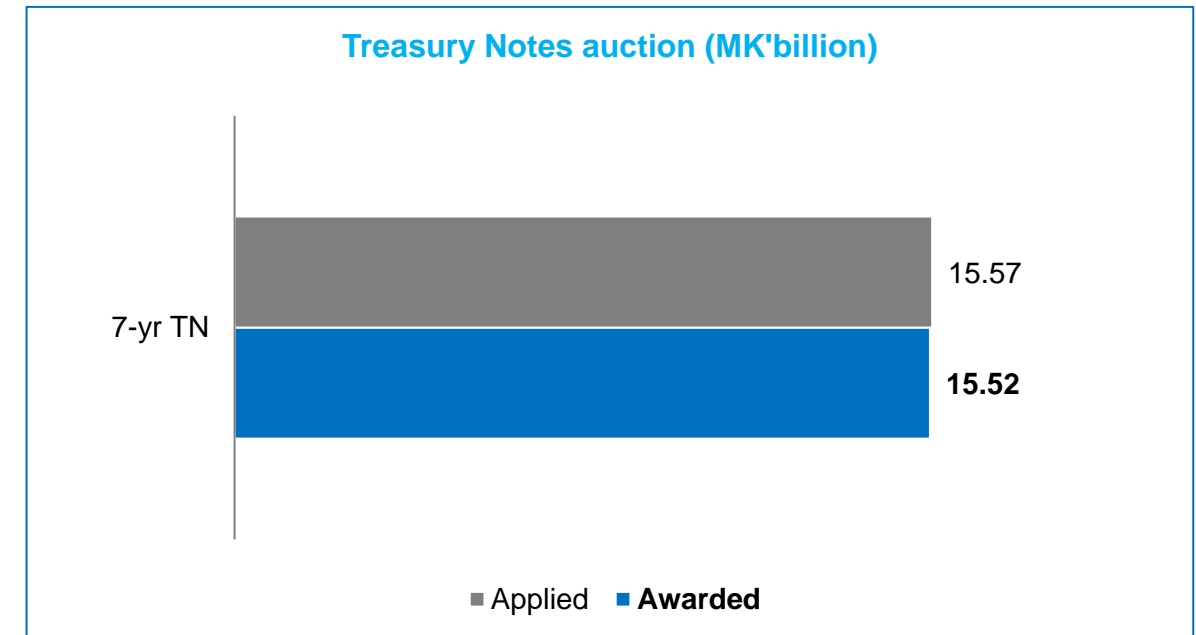 Treasury Notes auction (MK'billion)
15.57
7-yr TN
15.52
Applied Awarded